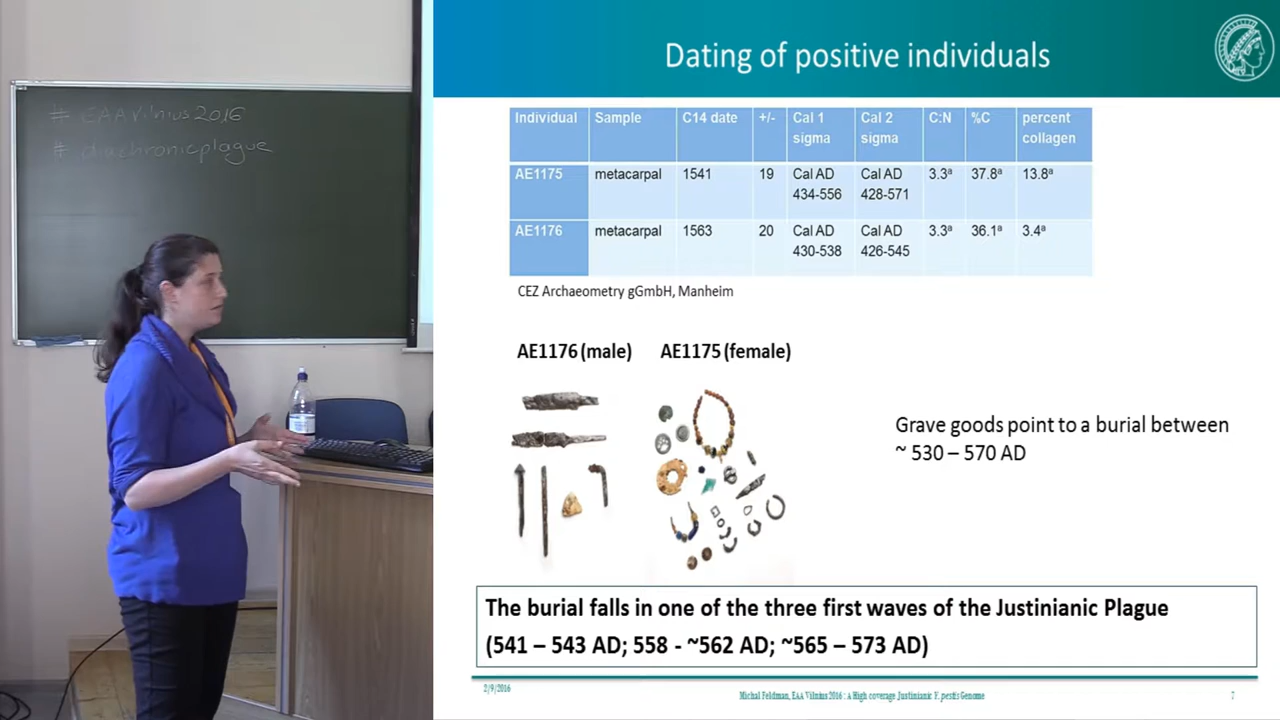 # EAAVilnius2016
# diachronicplague
Dating of positive individuals
Individual Sample C14 date +/- Cal 1 sigma Cal 2 sigma C:N %C percent collagen
AE1175 metacarpal 1541 19 Cal AD 434-556 Cal AD 428-571 3.3ª 37.8ª 13.8ª
AE1176 metacarpal 1563 20 Cal AD 430-538 Cal AD 426-545 3.3ª 36.1ª 3.4ª
CEZ Archaeometry gGmbH, Manheim
AE1176 (male) AE1175 (female)
Grave goods point to a burial between
~ 530 – 570 AD
The burial falls in one of the three first waves of the Justinianic Plague
(541 – 543 AD; 558 - ~562 AD; ~565 – 573 AD)
2/9/2016
Michal Feldman, EAA Vilnius 2016 : A High coverage Justinianic Y. pestis Genome
7